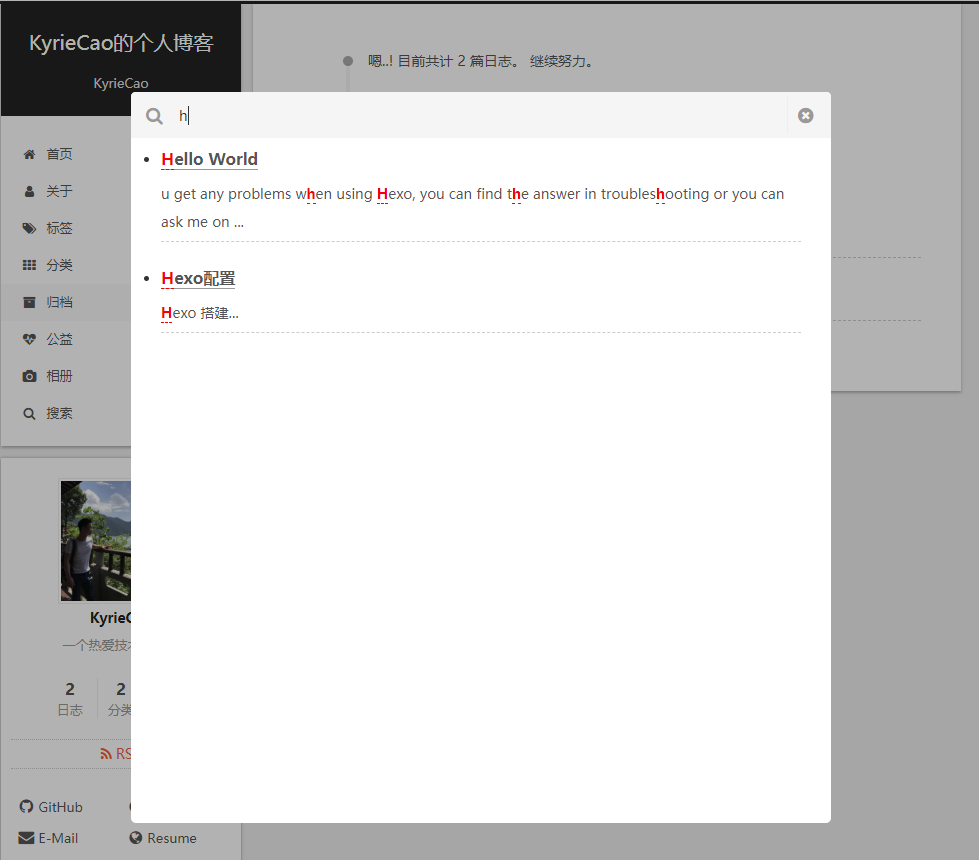 KyrieCao的个人博客
KyrieCao
首页
关于
标签
分类
归档
公益
相册
搜索
嗯..! 目前共计 2 篇日志。 继续努力。
h
Hello World
u get any problems when using Hexo, you can find the answer in troubleshooting or you can
ask me on ...
Hexo配置
Hexo 搭建...
KyrieC
一个热爱技
2 2
日志 分类
RS
GitHub
E-Mail Resume